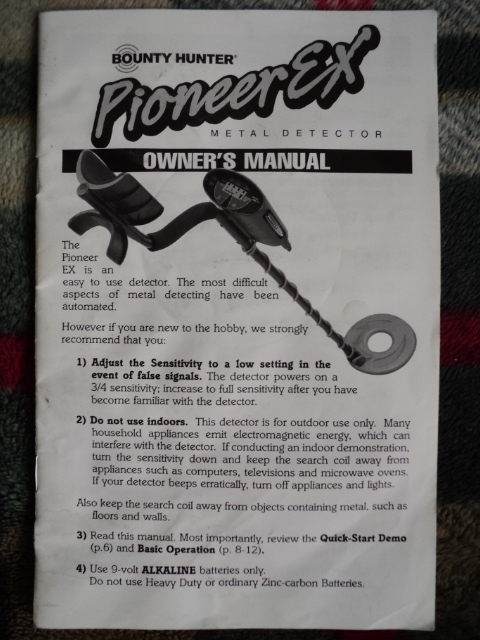 BOUNTY HUNTER®
Pioneer EX
METAL DETECTOR
OWNER'S MANUAL
The
Pioneer
EX is an
easy to use detector. The most difficult
aspects of metal detecting have been
automated.
However if you are new to the hobby, we strongly
recommend that you:
1) Adjust the Sensitivity to a low setting in the
event of false signals. The detector powers on a
3/4 sensitivity; increase to full sensitivity after you have
become familiar with the detector.
2) Do not use indoors. This detector is for outdoor use only. Many
household appliances emit electromagnetic energy, which can
interfere with the detector. If conducting an indoor demonstration,
turn the sensitivity down and keep the search coil away from
appliances such as computers, televisions and microwave ovens.
If your detector beeps erratically, turn off appliances and lights.
Also keep the search coil away from objects containing metal, such as
floors and walls.
3) Read this manual. Most importantly, review the Quick-Start Demo
(p.6) and Basic Operation (p. 8-12).
4) Use 9-volt ALKALINE batteries only.
Do not use Heavy Duty or ordinary Zinc-carbon Batteries.